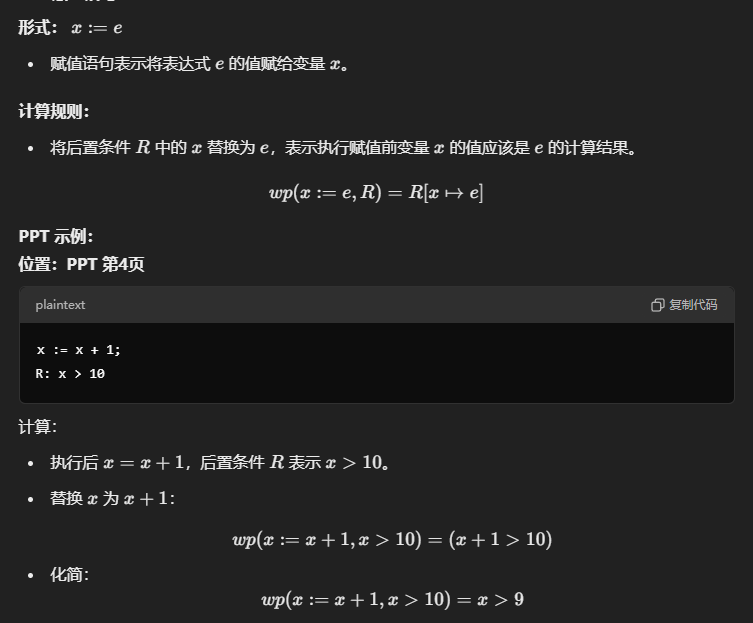 形式： x := e
• 赋值语句表示将表达式 e 的值赋给变量 x。
计算规则：
• 将后置条件 R 中的 x 替换为 e，表示执行赋值前变量 x 的值应该是 e 的计算结果。
wp(x := e, R) = R[x ↦ e]
PPT 示例：
位置：PPT 第4页
plaintext 复制代码
x := x + 1;
R: x > 10
计算：
• 执行后 x = x + 1，后置条件 R 表示 x > 10。
• 替换 x 为 x + 1：
wp(x := x + 1, x > 10) = (x + 1 > 10)
• 化简：
wp(x := x + 1, x > 10) = x > 9